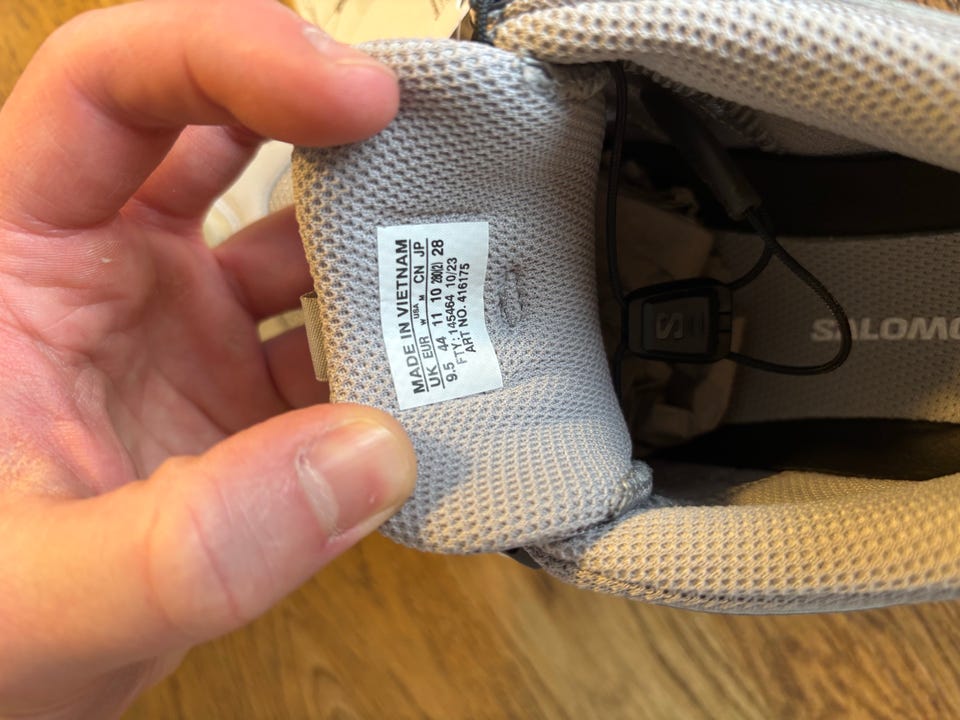 MADE IN VIETNAM
UK EUR USA W M CN JP
9.5 44 11 10 280(2) 28
FTY: 145464 10/23
ART NO. 416175
S
SALOMO